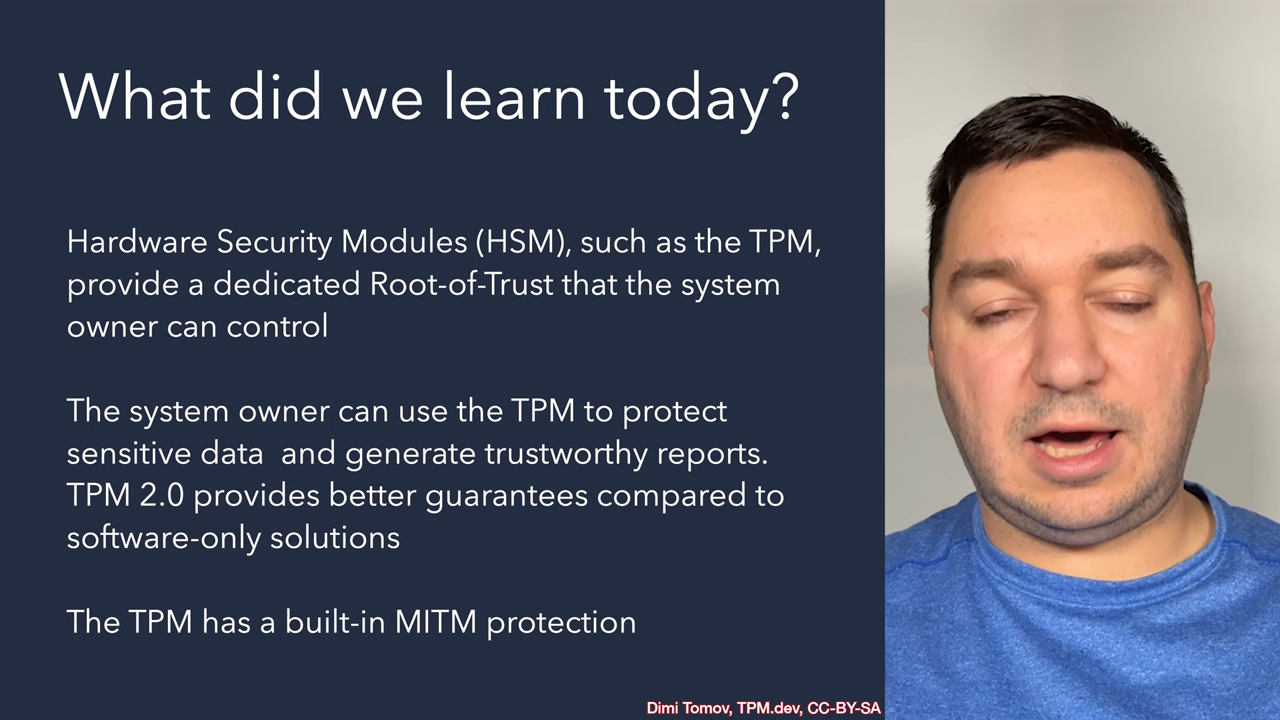 What did we learn today?
Hardware Security Modules (HSM), such as the TPM,
provide a dedicated Root-of-Trust that the system
owner can control
The system owner can use the TPM to protect
sensitive data  and generate trustworthy reports.
TPM 2.0 provides better guarantees compared to
software-only solutions
The TPM has a built-in MITM protection
Dimi Tomov, TPM.dev, CC-BY-SA